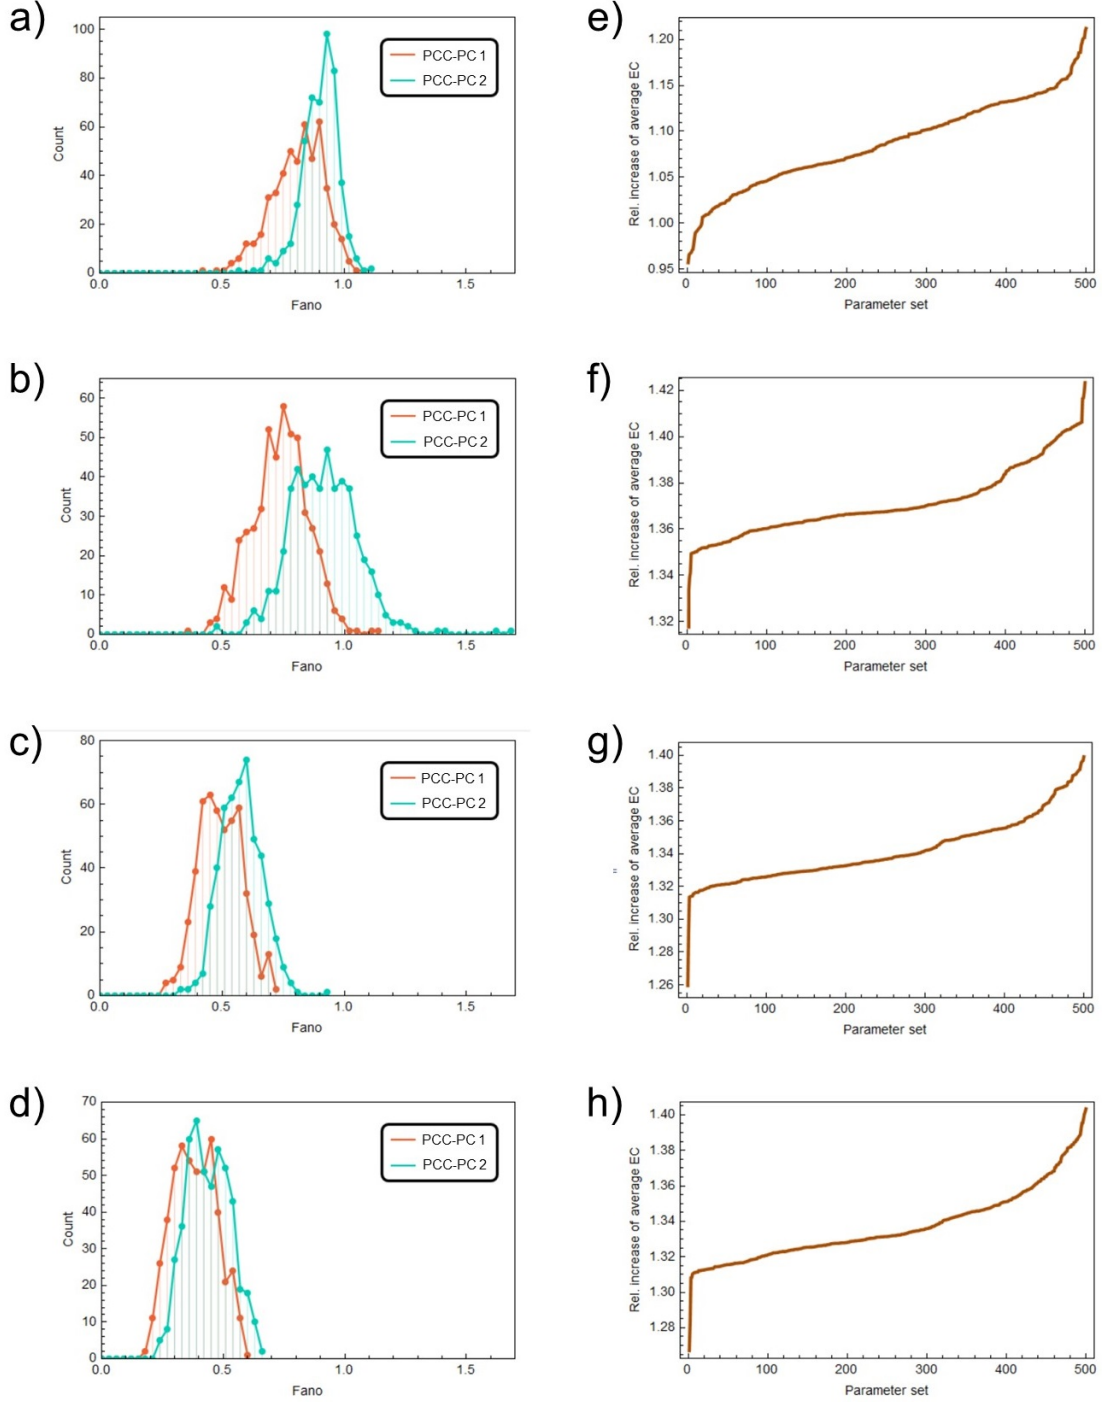 a)
100
80
60
40
20
0
Count
0.0 0.5 1.0 1.5
Fano
PCC-PC 1
PCC-PC 2
e)
1.20
1.15
1.10
1.05
1.00
0.95
Rel. increase of average EC
0 100 200 300 400 500
Parameter set
b)
60
50
40
30
20
10
0
Count
0.0 0.5 1.0 1.5
Fano
PCC-PC 1
PCC-PC 2
f)
1.42
1.40
1.38
1.36
1.34
1.32
Rel. increase of average EC
0 100 200 300 400 500
Parameter set
c)
80
60
40
20
0
Count
0.0 0.5 1.0 1.5
Fano
PCC-PC 1
PCC-PC 2
g)
1.40
1.38
1.36
1.34
1.32
1.30
1.28
1.26
Rel. increase of average EC
0 100 200 300 400 500
Parameter set
"
d)
70
60
50
40
30
20
10
0
Count
0.0 0.5 1.0 1.5
Fano
PCC-PC 1
PCC-PC 2
h)
1.40
1.38
1.36
1.34
1.32
1.30
1.28
Rel. increase of average EC
0 100 200 300 400 500
Parameter set